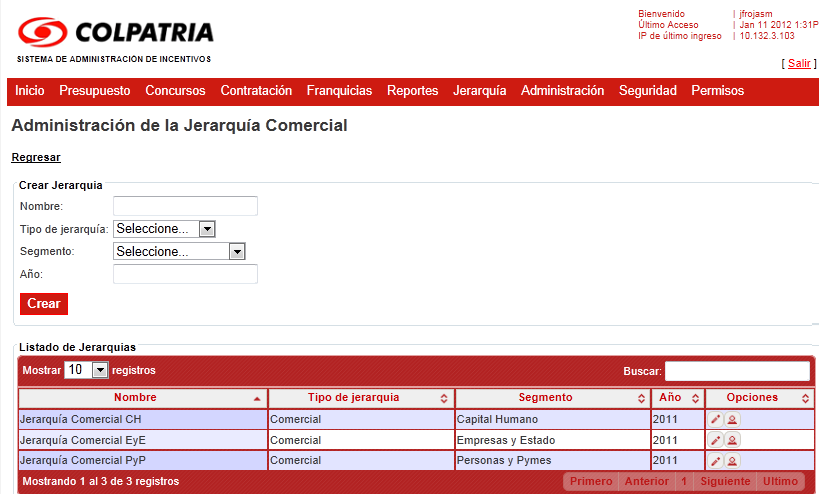 COLPATRIA
SISTEMA DE ADMINISTRACIÓN DE INCENTIVOS
Bienvenido | jfrojasm
Último Acceso | Jan 11 2012 1:31P
IP de último ingreso | 10.132.3.103
[ Salir ]
Inicio Presupuesto Concursos Contratación Franquicias Reportes Jerarquía Administración Seguridad Permisos
Administración de la Jerarquía Comercial
Regresar
Crear Jerarquia
Nombre:
Tipo de jerarquía: Seleccione...
Segmento: Seleccione...
Año:
Crear
Listado de Jerarquias
Mostrar 10 registros Buscar:
Nombre Tipo de jerarquia Segmento Año Opciones
Jerarquía Comercial CH Comercial Capital Humano 2011
Jerarquía Comercial EyE Comercial Empresas y Estado 2011
Jerarquía Comercial PyP Comercial Personas y Pymes 2011
Mostrando 1 al 3 de 3 registros Primero Anterior 1 Siguiente Ultimo